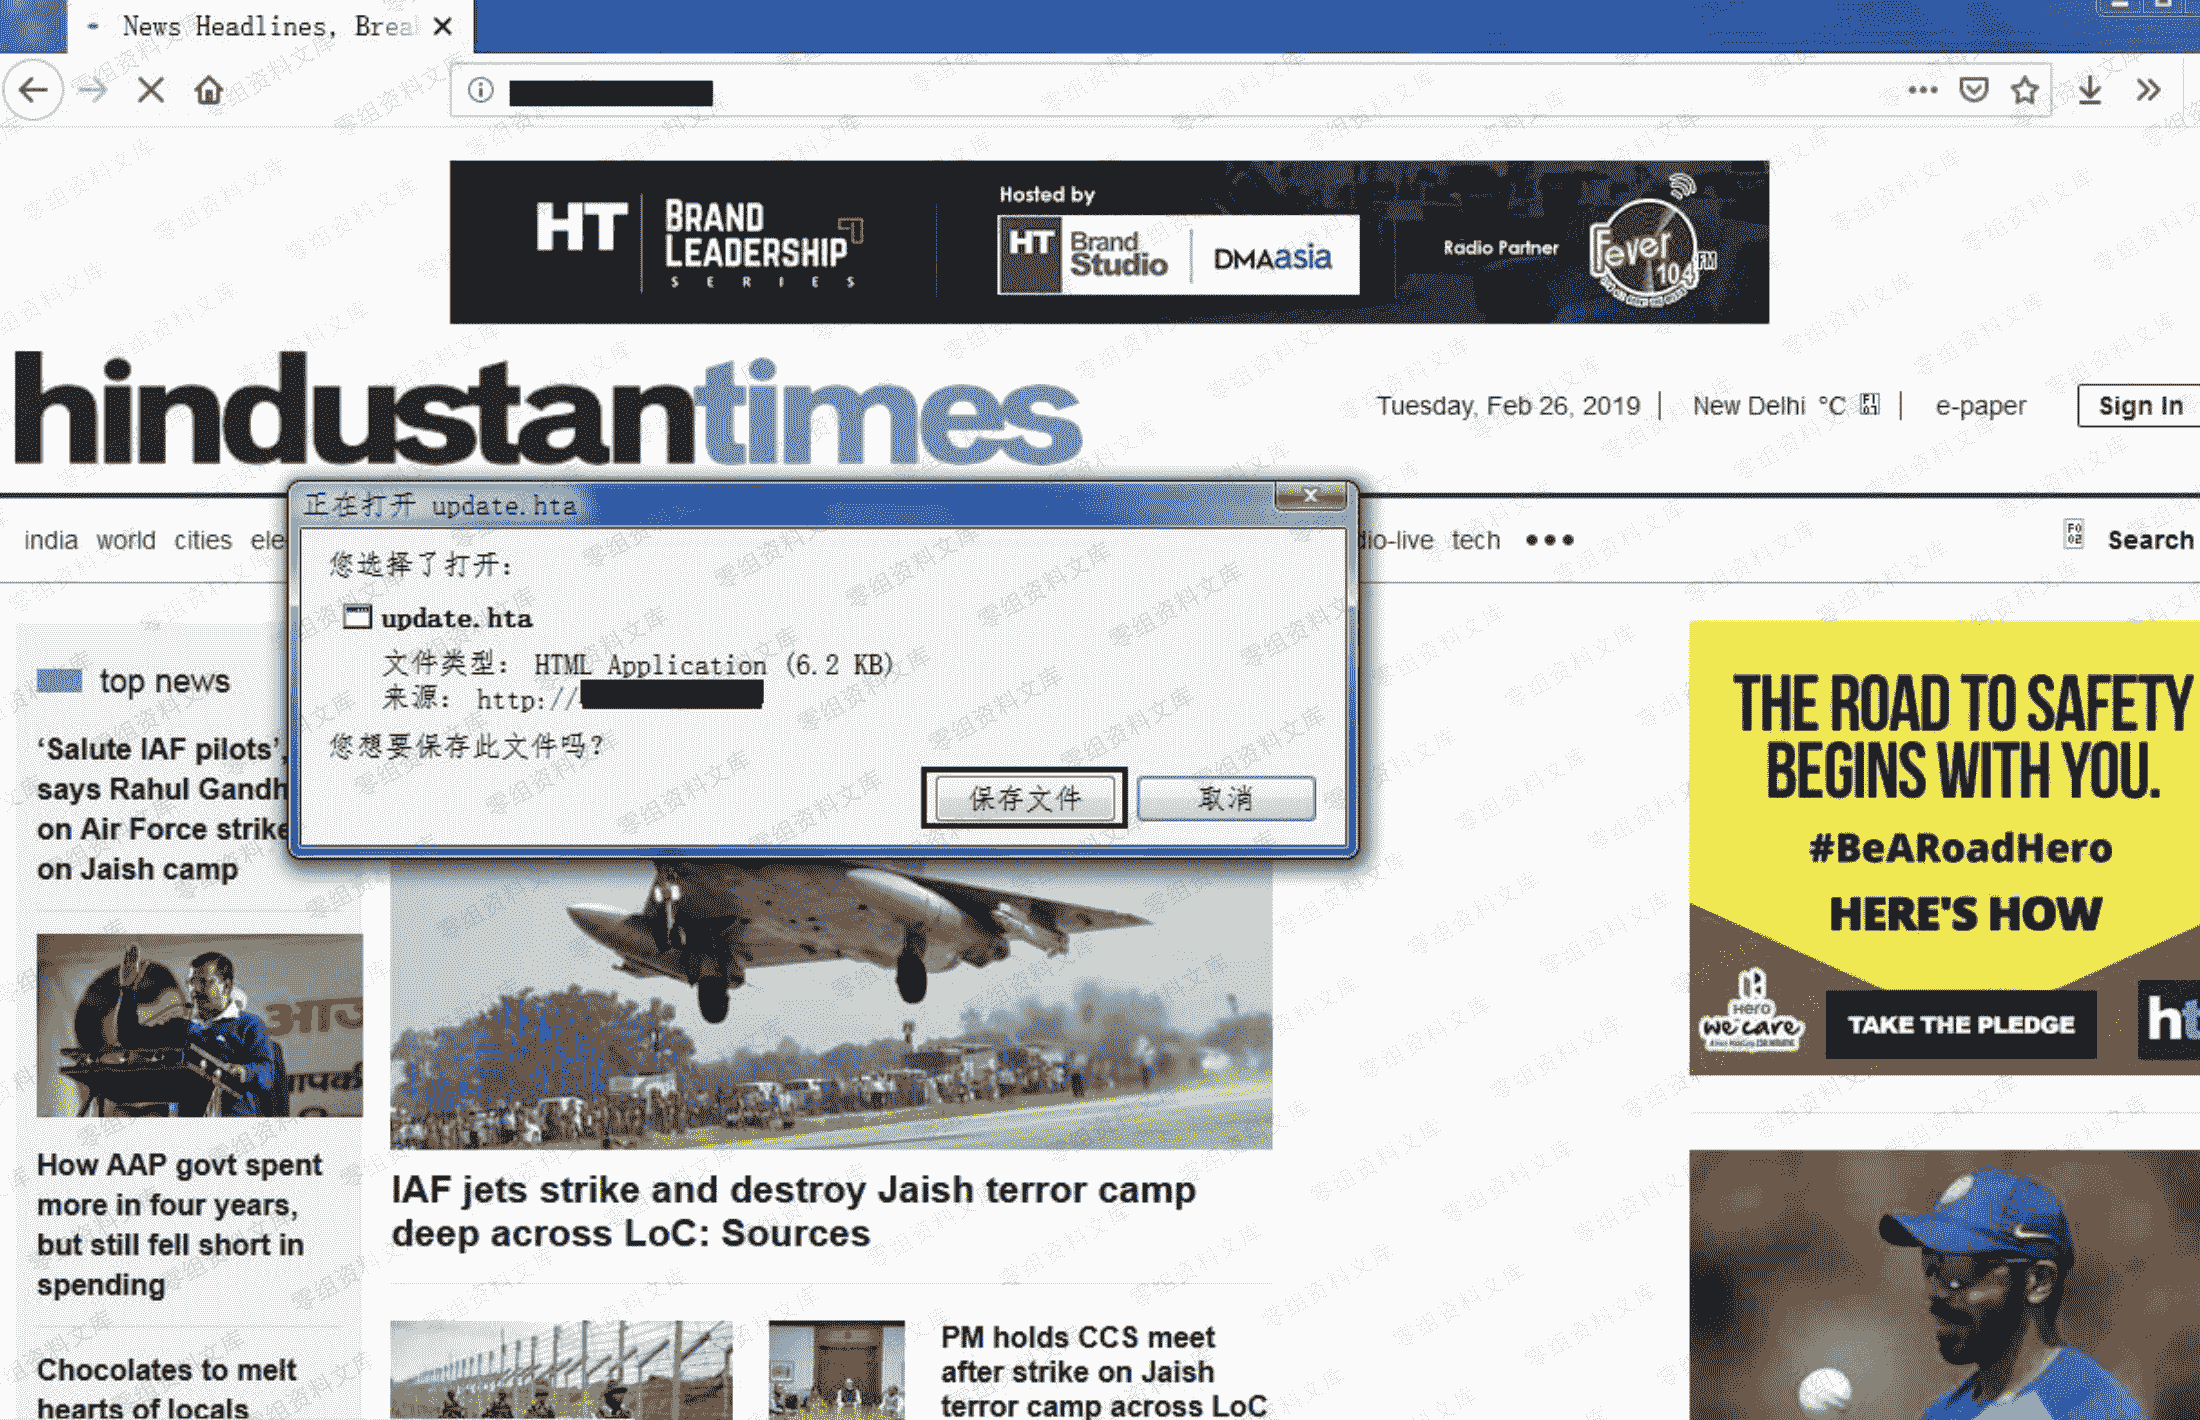 News Headlines, Brea
HT
BRAND
LEADERSHIP
SERIES
Hosted by
HT Brand
Studio
DMAasia
Radio Partner
Fever
104 FM
hindustantimes
Tuesday, Feb 26, 2019
New Delhi °C
e-paper
Sign In
正在打开 update.hta
india world cities ele
dio-live tech •••
Search
您选择了打开:
update.hta
文件类型: HTML Application (6.2 KB)
来源: http://
您想要保存此文件吗?
保存文件
取消
top news
‘Salute IAF pilots’,
says Rahul Gandh
on Air Force strike
on Jaish camp
How AAP govt spent
more in four years,
but still fell short in
spending
Chocolates to melt
hearts of locals
IAF jets strike and destroy Jaish terror camp
deep across LoC: Sources
PM holds CCS meet
after strike on Jaish
terror camp across LoC
THE ROAD TO SAFETY
BEGINS WITH YOU.
#BeARoadHero
HERE'S HOW
Hero
we care
TAKE THE PLEDGE
ht
零组资料文库